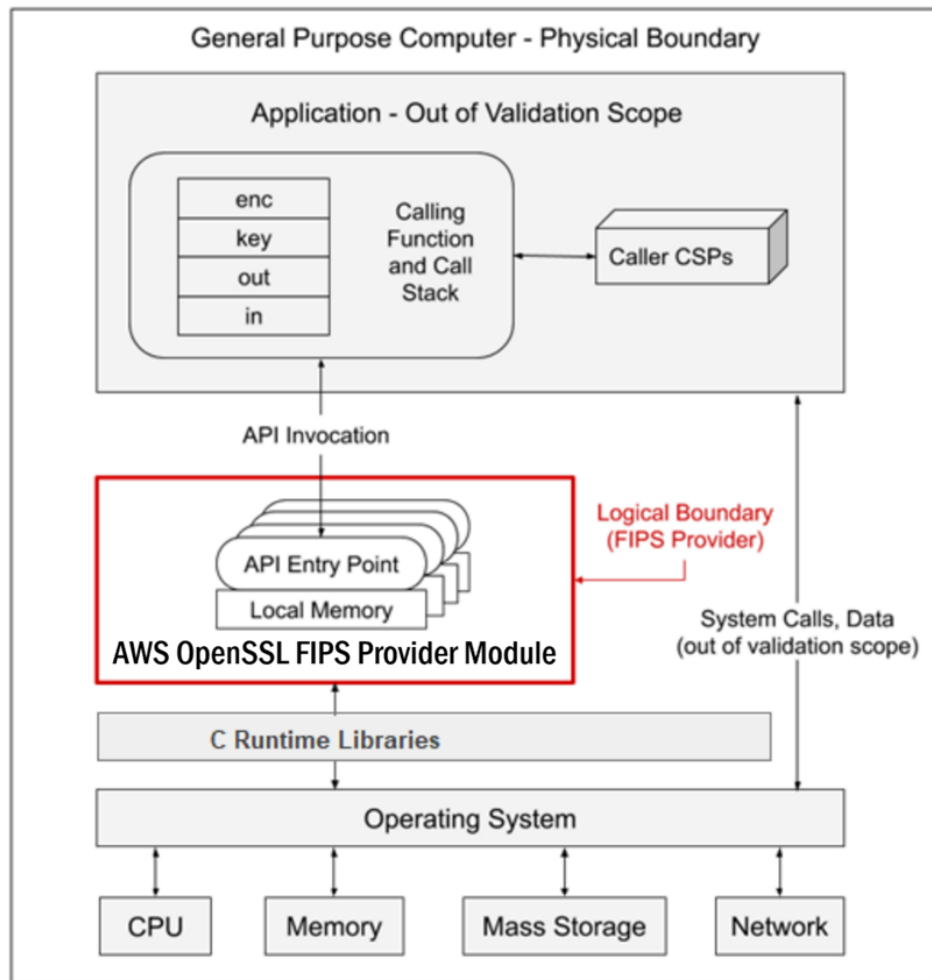 General Purpose Computer - Physical Boundary
Application - Out of Validation Scope
enc
key
out
in
Calling
Function
and Call
Stack
Caller CSPs
API Invocation
Logical Boundary
(FIPS Provider)
API Entry Point
Local Memory
AWS OpenSSL FIPS Provider Module
System Calls, Data
(out of validation scope)
C Runtime Libraries
Operating System
CPU
Memory
Mass Storage
Network